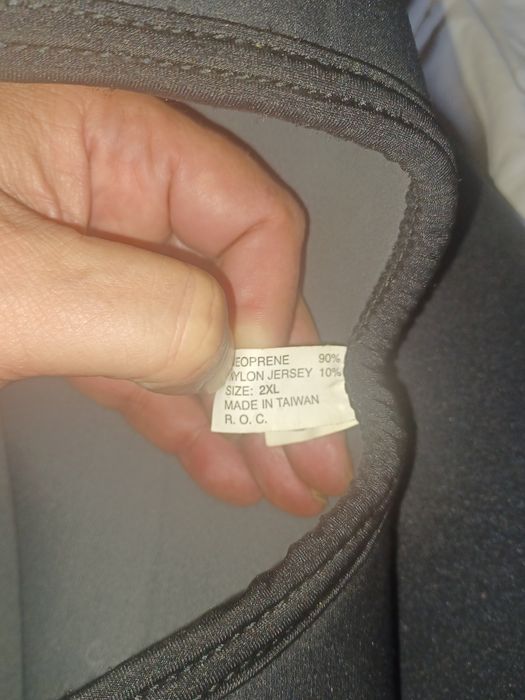 EOPRENE 90%
YLON JERSEY 10%
SIZE: 2XL
MADE IN TAIWAN
R. O. C.